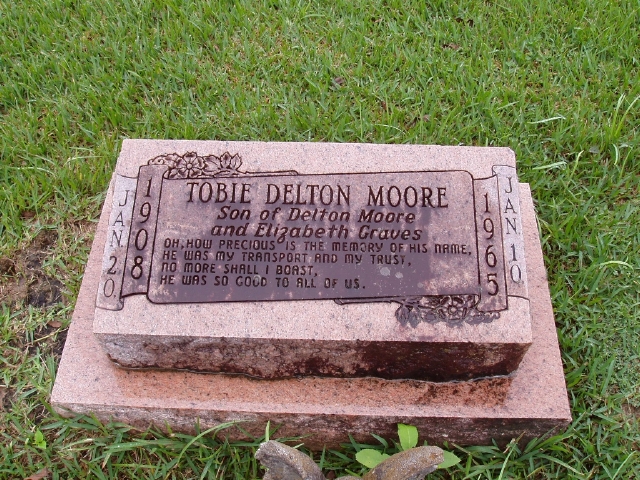 TOBIE DELTON MOORE
Son of Delton Moore
and Elizabeth Graves
OH, HOW PRECIOUS IS THE MEMORY OF HIS NAME,
HE WAS MY TRANSPORT AND MY TRUST,
NO MORE SHALL I BOAST,
HE WAS SO GOOD TO ALL OF US.
JAN 20
1908
1965
JAN 10